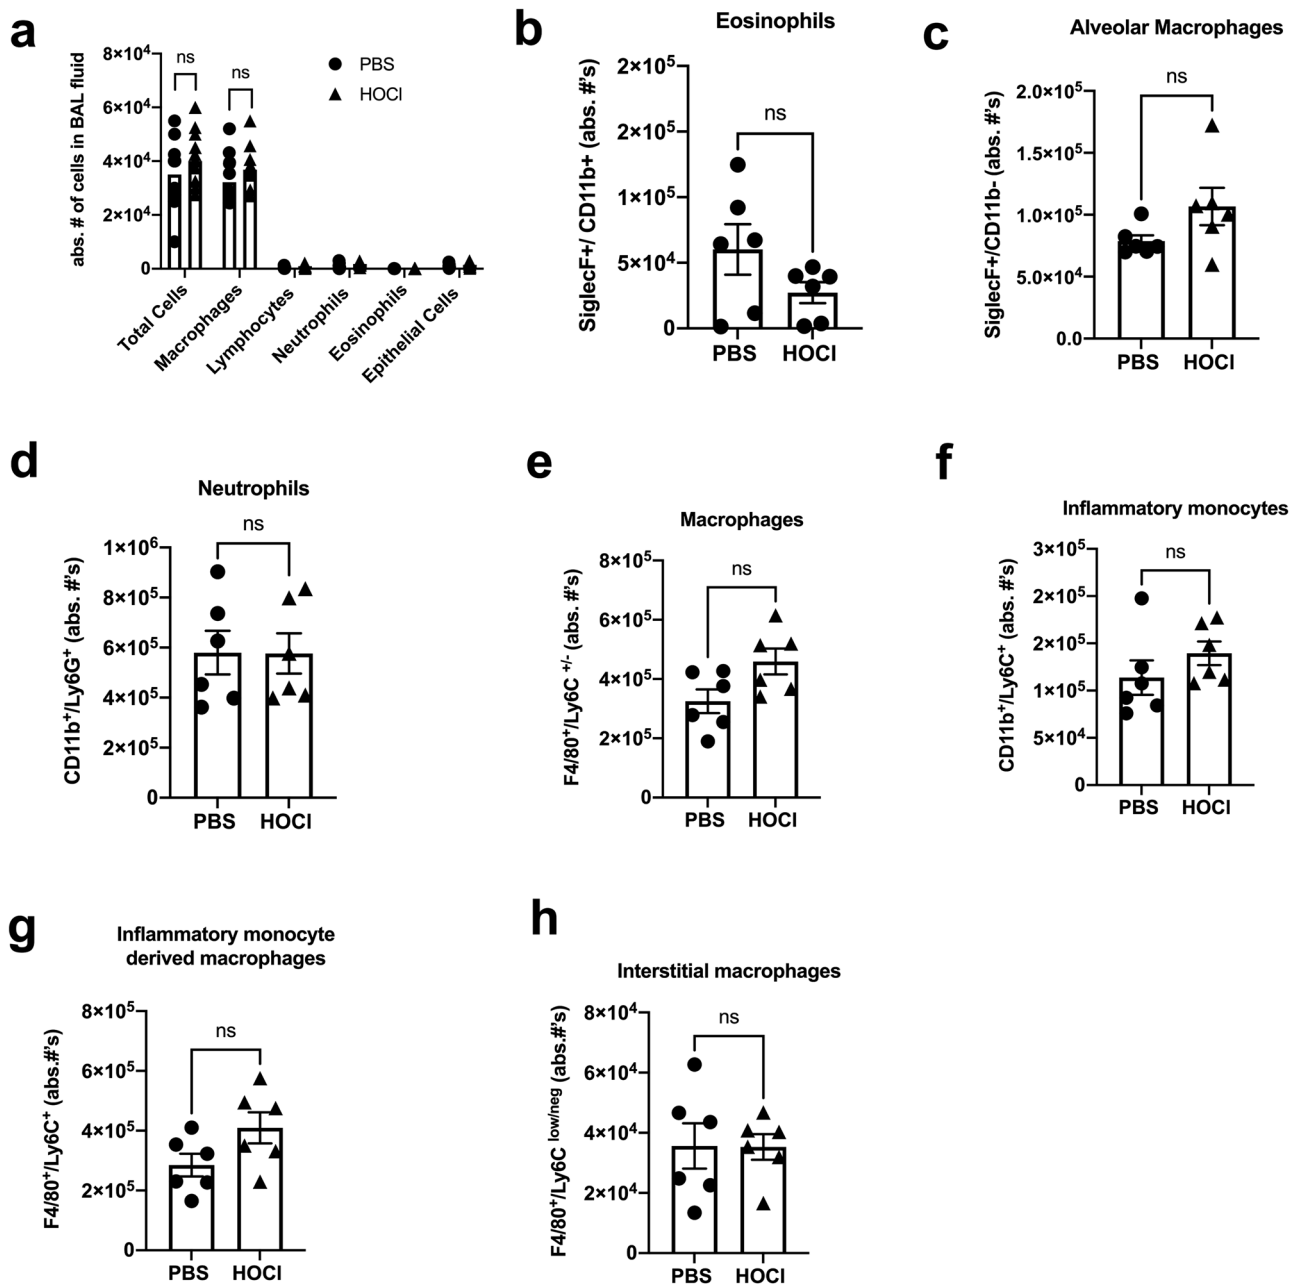 a
abs. # of cells in BAL fluid
8×10⁴
6×10⁴
4×10⁴
2×10⁴
0
ns
ns
PBS
HOCl
Total Cells
Macrophages
Lymphocytes
Neutrophils
Eosinophils
Epithelial Cells
b
Eosinophils
SiglecF+/ CD11b+ (abs. #'s)
2×10⁵
2×10⁵
1×10⁵
5×10⁴
0
ns
PBS
HOCl
c
Alveolar Macrophages
SiglecF+/CD11b- (abs. #'s)
2.0×10⁵
1.5×10⁵
1.0×10⁵
5.0×10⁴
0.0
ns
PBS
HOCl
d
Neutrophils
CD11b⁺/Ly6G⁺ (abs. #'s)
1×10⁶
8×10⁵
6×10⁵
4×10⁵
2×10⁵
0
ns
PBS
HOCl
e
Macrophages
F4/80⁺/Ly6C ⁺/⁻ (abs. #'s)
8×10⁵
6×10⁵
4×10⁵
2×10⁵
0
ns
PBS
HOCl
f
Inflammatory monocytes
CD11b⁺/Ly6C⁺ (abs. #'s)
3×10⁵
2×10⁵
2×10⁵
1×10⁵
5×10⁴
0
ns
PBS
HOCl
g
Inflammatory monocyte
derived macrophages
F4/80⁺/Ly6C⁺ (abs.#'s)
8×10⁵
6×10⁵
4×10⁵
2×10⁵
0
ns
PBS
HOCl
h
Interstitial macrophages
F4/80⁺/Ly6C low/neg (abs.#'s)
8×10⁴
6×10⁴
4×10⁴
2×10⁴
0
ns
PBS
HOCl